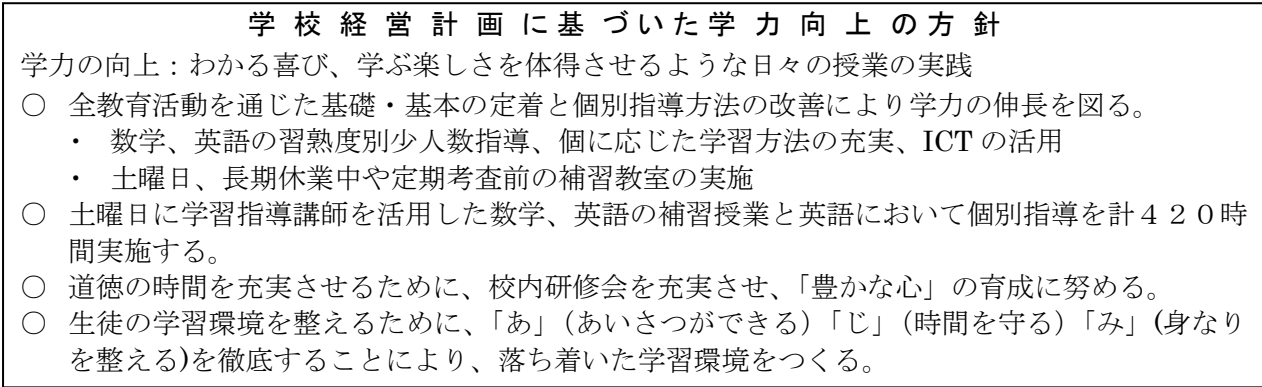 学校経営計画に基づいた学力向上の方針
学力の向上：わかる喜び、学ぶ楽しさを体得させるような日々の授業の実践
○ 全教育活動を通じた基礎・基本の定着と個別指導方法の改善により学力の伸長を図る。
・ 数学、英語の習熟度別少人数指導、個に応じた学習方法の充実、ICT の活用
・ 土曜日、長期休業中や定期考査前の補習教室の実施
○ 土曜日に学習指導講師を活用した数学、英語の補習授業と英語において個別指導を計４２０時
間実施する。
○ 道徳の時間を充実させるために、校内研修会を充実させ、「豊かな心」の育成に努める。
○ 生徒の学習環境を整えるために、「あ」（あいさつができる）「じ」（時間を守る）「み」(身なり
を整える)を徹底することにより、落ち着いた学習環境をつくる。